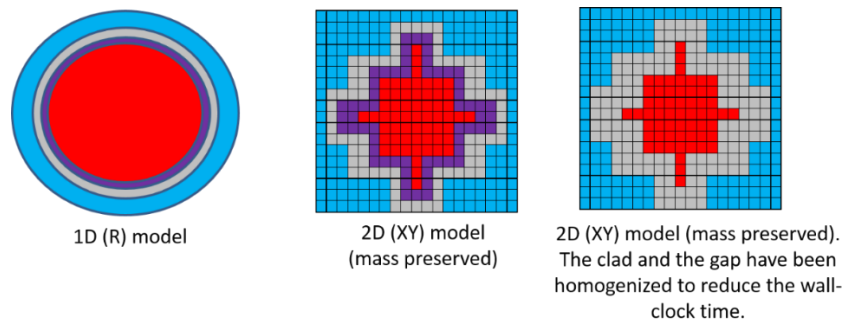 1D (R) model
2D (XY) model
(mass preserved)
2D (XY) model (mass preserved).
The clad and the gap have been
homogenized to reduce the wall-
clock time.